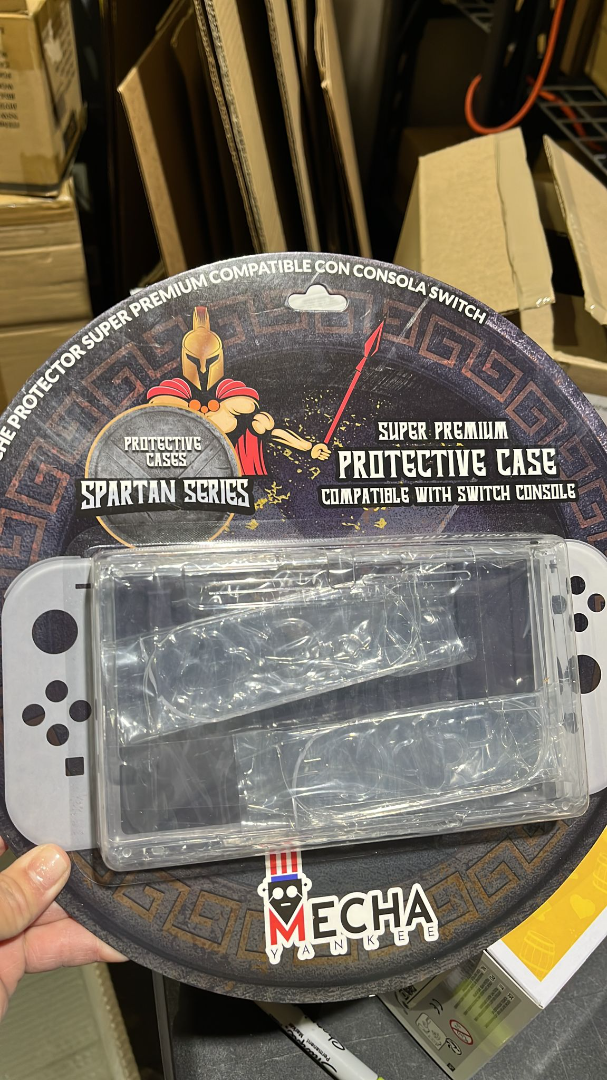 PROTECTOR SUPER PREMIUM COMPATIBLE CON CONSOLA SWITCH
PROTECTIVE
CASES
SPARTAN SERIES
SUPER PREMIUM
PROTECTIVE CASE
COMPATIBLE WITH SWITCH CONSOLE
MECHA
YANKEE
Permanent